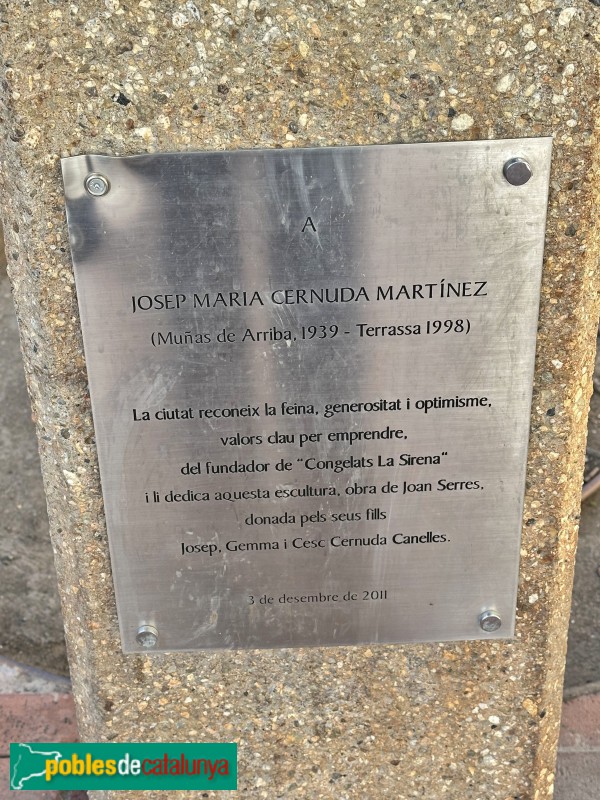 A
JOSEP MARIA CERNUDA MARTÍNEZ
(Muñas de Arriba, 1939 - Terrassa 1998)
La ciutat reconeix la feina, generositat i optimisme,
valors clau per emprendre,
del fundador de "Congelats La Sirena"
i li dedica aquesta escultura, obra de Joan Serres,
donada pels seus fills
Josep, Gemma i Cesc Cernuda Canelles.
3 de desembre de 2011
poblesdecatalunya